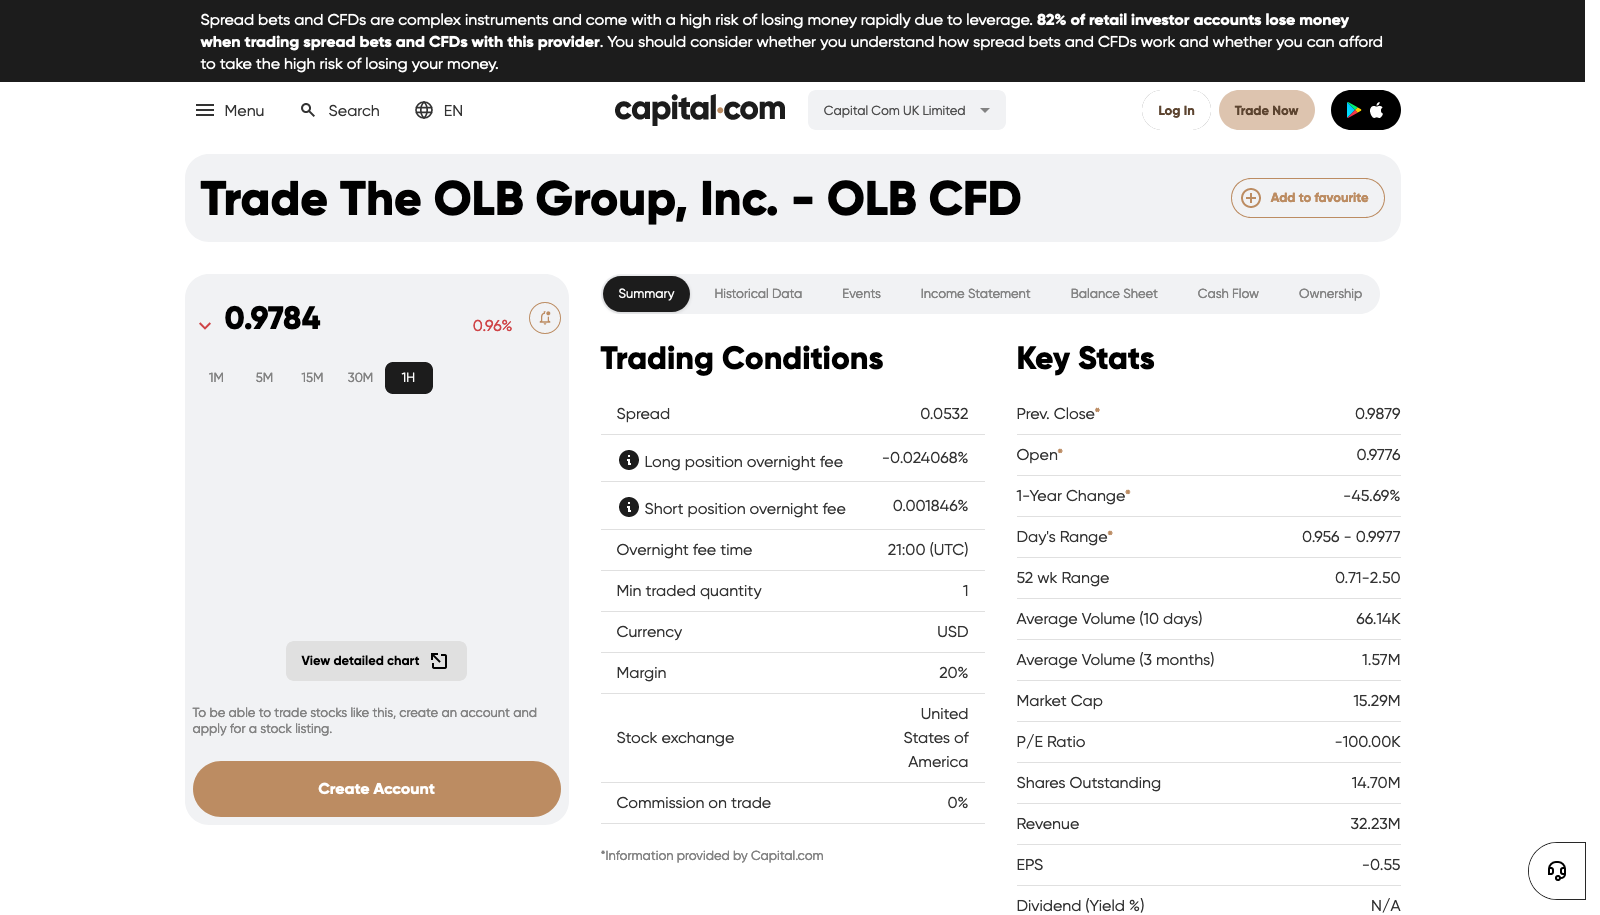 Spread bets and CFDs are complex instruments and come with a high risk of losing money rapidly due to leverage. 82% of retail investor accounts lose money
when trading spread bets and CFDs with this provider. You should consider whether you understand how spread bets and CFDs work and whether you can afford
to take the high risk of losing your money.
Menu Search EN capital.com Capital Com UK Limited Log In Trade Now
Trade The OLB Group, Inc. - OLB CFD
Add to favourite
0.9784
0.96%
1M 5M 15M 30M 1H
View detailed chart
To be able to trade stocks like this, create an account and
apply for a stock listing.
Create Account
Summary Historical Data Events Income Statement Balance Sheet Cash Flow Ownership
Trading Conditions
Spread 0.0532
Long position overnight fee -0.024068%
Short position overnight fee 0.001846%
Overnight fee time 21:00 (UTC)
Min traded quantity 1
Currency USD
Margin 20%
Stock exchange United
States of
America
Commission on trade 0%
*Information provided by Capital.com
Key Stats
Prev. Close* 0.9879
Open* 0.9776
1-Year Change* -45.69%
Day's Range* 0.956 - 0.9977
52 wk Range 0.71-2.50
Average Volume (10 days) 66.14K
Average Volume (3 months) 1.57M
Market Cap 15.29M
P/E Ratio -100.00K
Shares Outstanding 14.70M
Revenue 32.23M
EPS -0.55
Dividend (Yield %) N/A